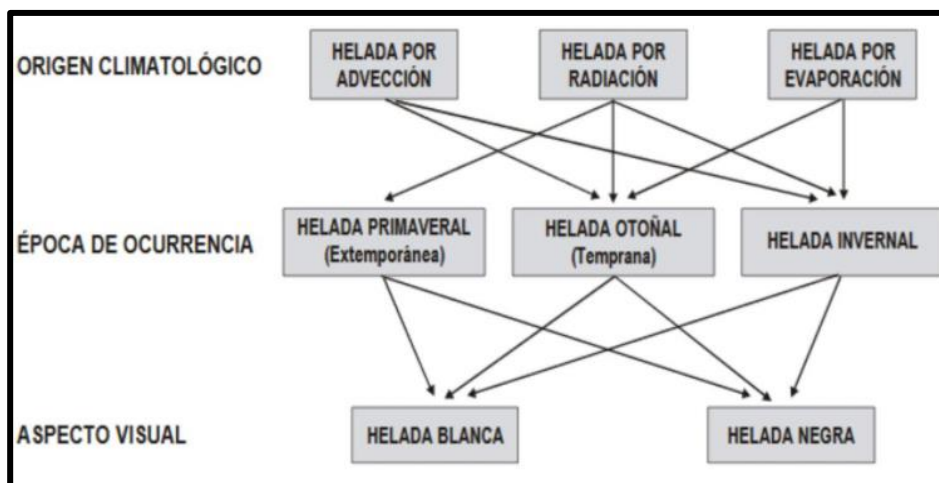 ORIGEN CLIMATOLÓGICO
HELADA POR
ADVECCIÓN
HELADA POR
RADIACIÓN
HELADA POR
EVAPORACIÓN
ÉPOCA DE OCURRENCIA
HELADA PRIMAVERAL
(Extemporánea)
HELADA OTOÑAL
(Temprana)
HELADA INVERNAL
ASPECTO VISUAL
HELADA BLANCA
HELADA NEGRA